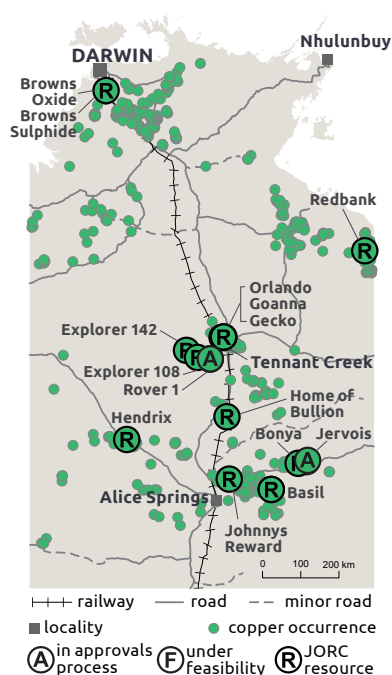 DARWIN
Nhulunbuy
Browns
Oxide
Browns
Sulphide
R
Redbank
R
Orlando
Goanna
Gecko
Explorer 142
R
R
R
A
Explorer 108
Rover 1
Tennant Creek
Home of
Bullion
R
Hendrix
R
Bonya
Jervois
R
A
Alice Springs
R
R
Basil
Johnnys
Reward
0 100 200 km
railway
road
minor road
locality
copper occurrence
A in approvals
process
F under
feasibility
R JORC
resource